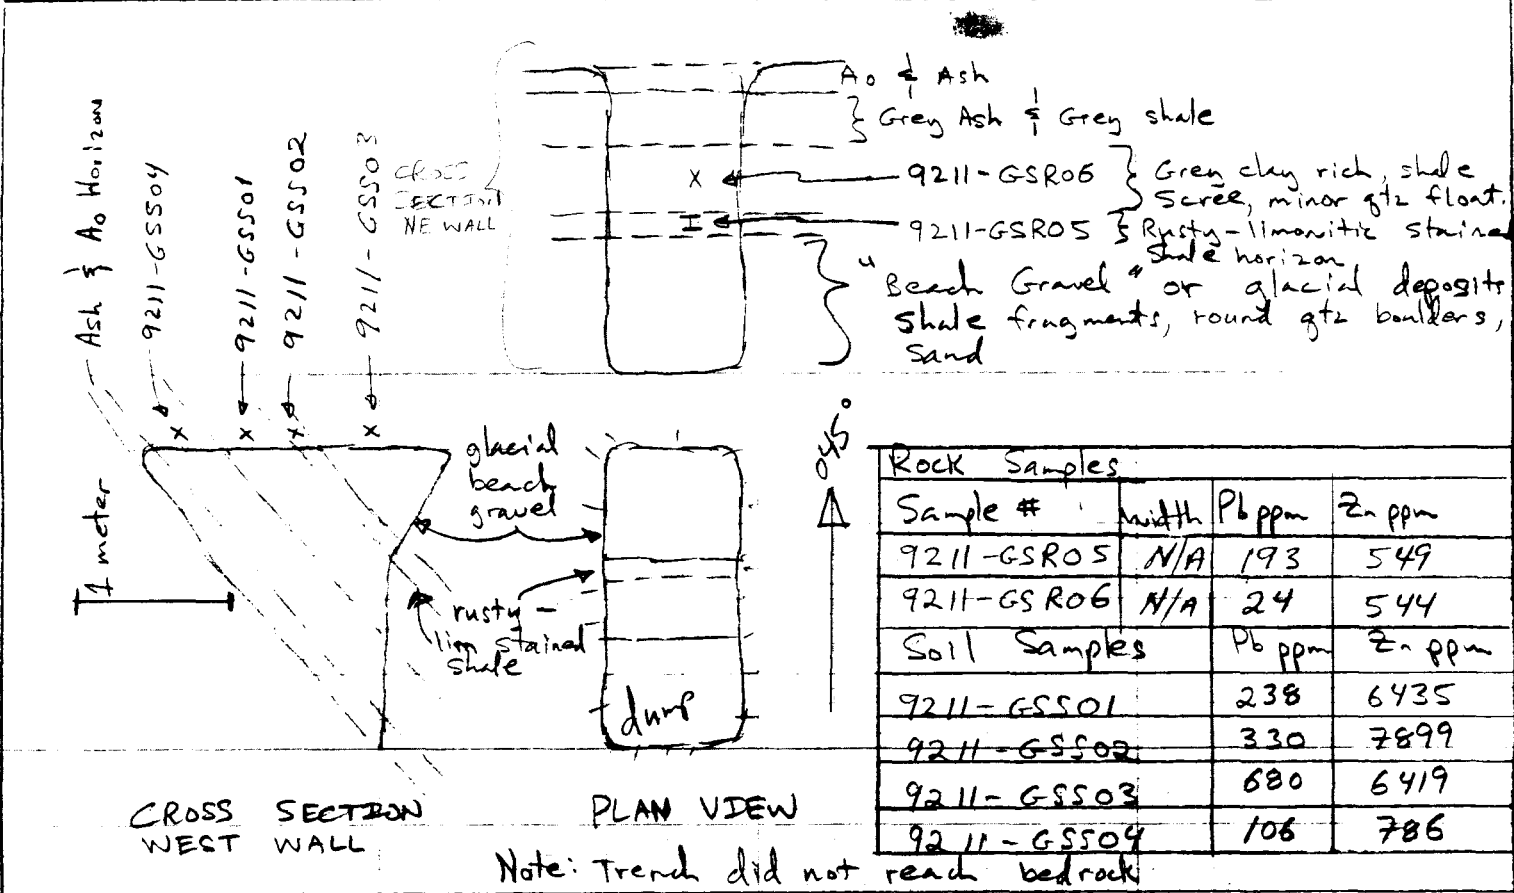 A₀ & Ash
Grey Ash & Grey shale
9211-GSR06
Grey clay rich, shale
Scree, minor qtz float.
9211-GSR05
Rusty-limonitic stained
Shale horizon
"Beach Gravel" or glacial deposits
Shale fragments, round qtz boulders,
Sand
CROSS
SECTION
NE WALL
Ash & A₀ Horizon
9211-GSS04
9211-GSS01
9211-GSS02
9211-GSS03
X
I
x x x x
1 meter
glacial
beach
gravel
rusty-
lim stained
shale
dump
045°
Rock Samples
Sample # width Pb ppm Zn ppm
9211-GSR05 N/A 193 549
9211-GSR06 N/A 24 544
Soil Samples Pb ppm Zn ppm
9211-GSS01 238 6435
9211-GSS02 330 7899
9211-GSS03 680 6419
9211-GSS04 106 786
CROSS SECTION
WEST WALL
PLAN VIEW
Note: Trench did not reach bedrock